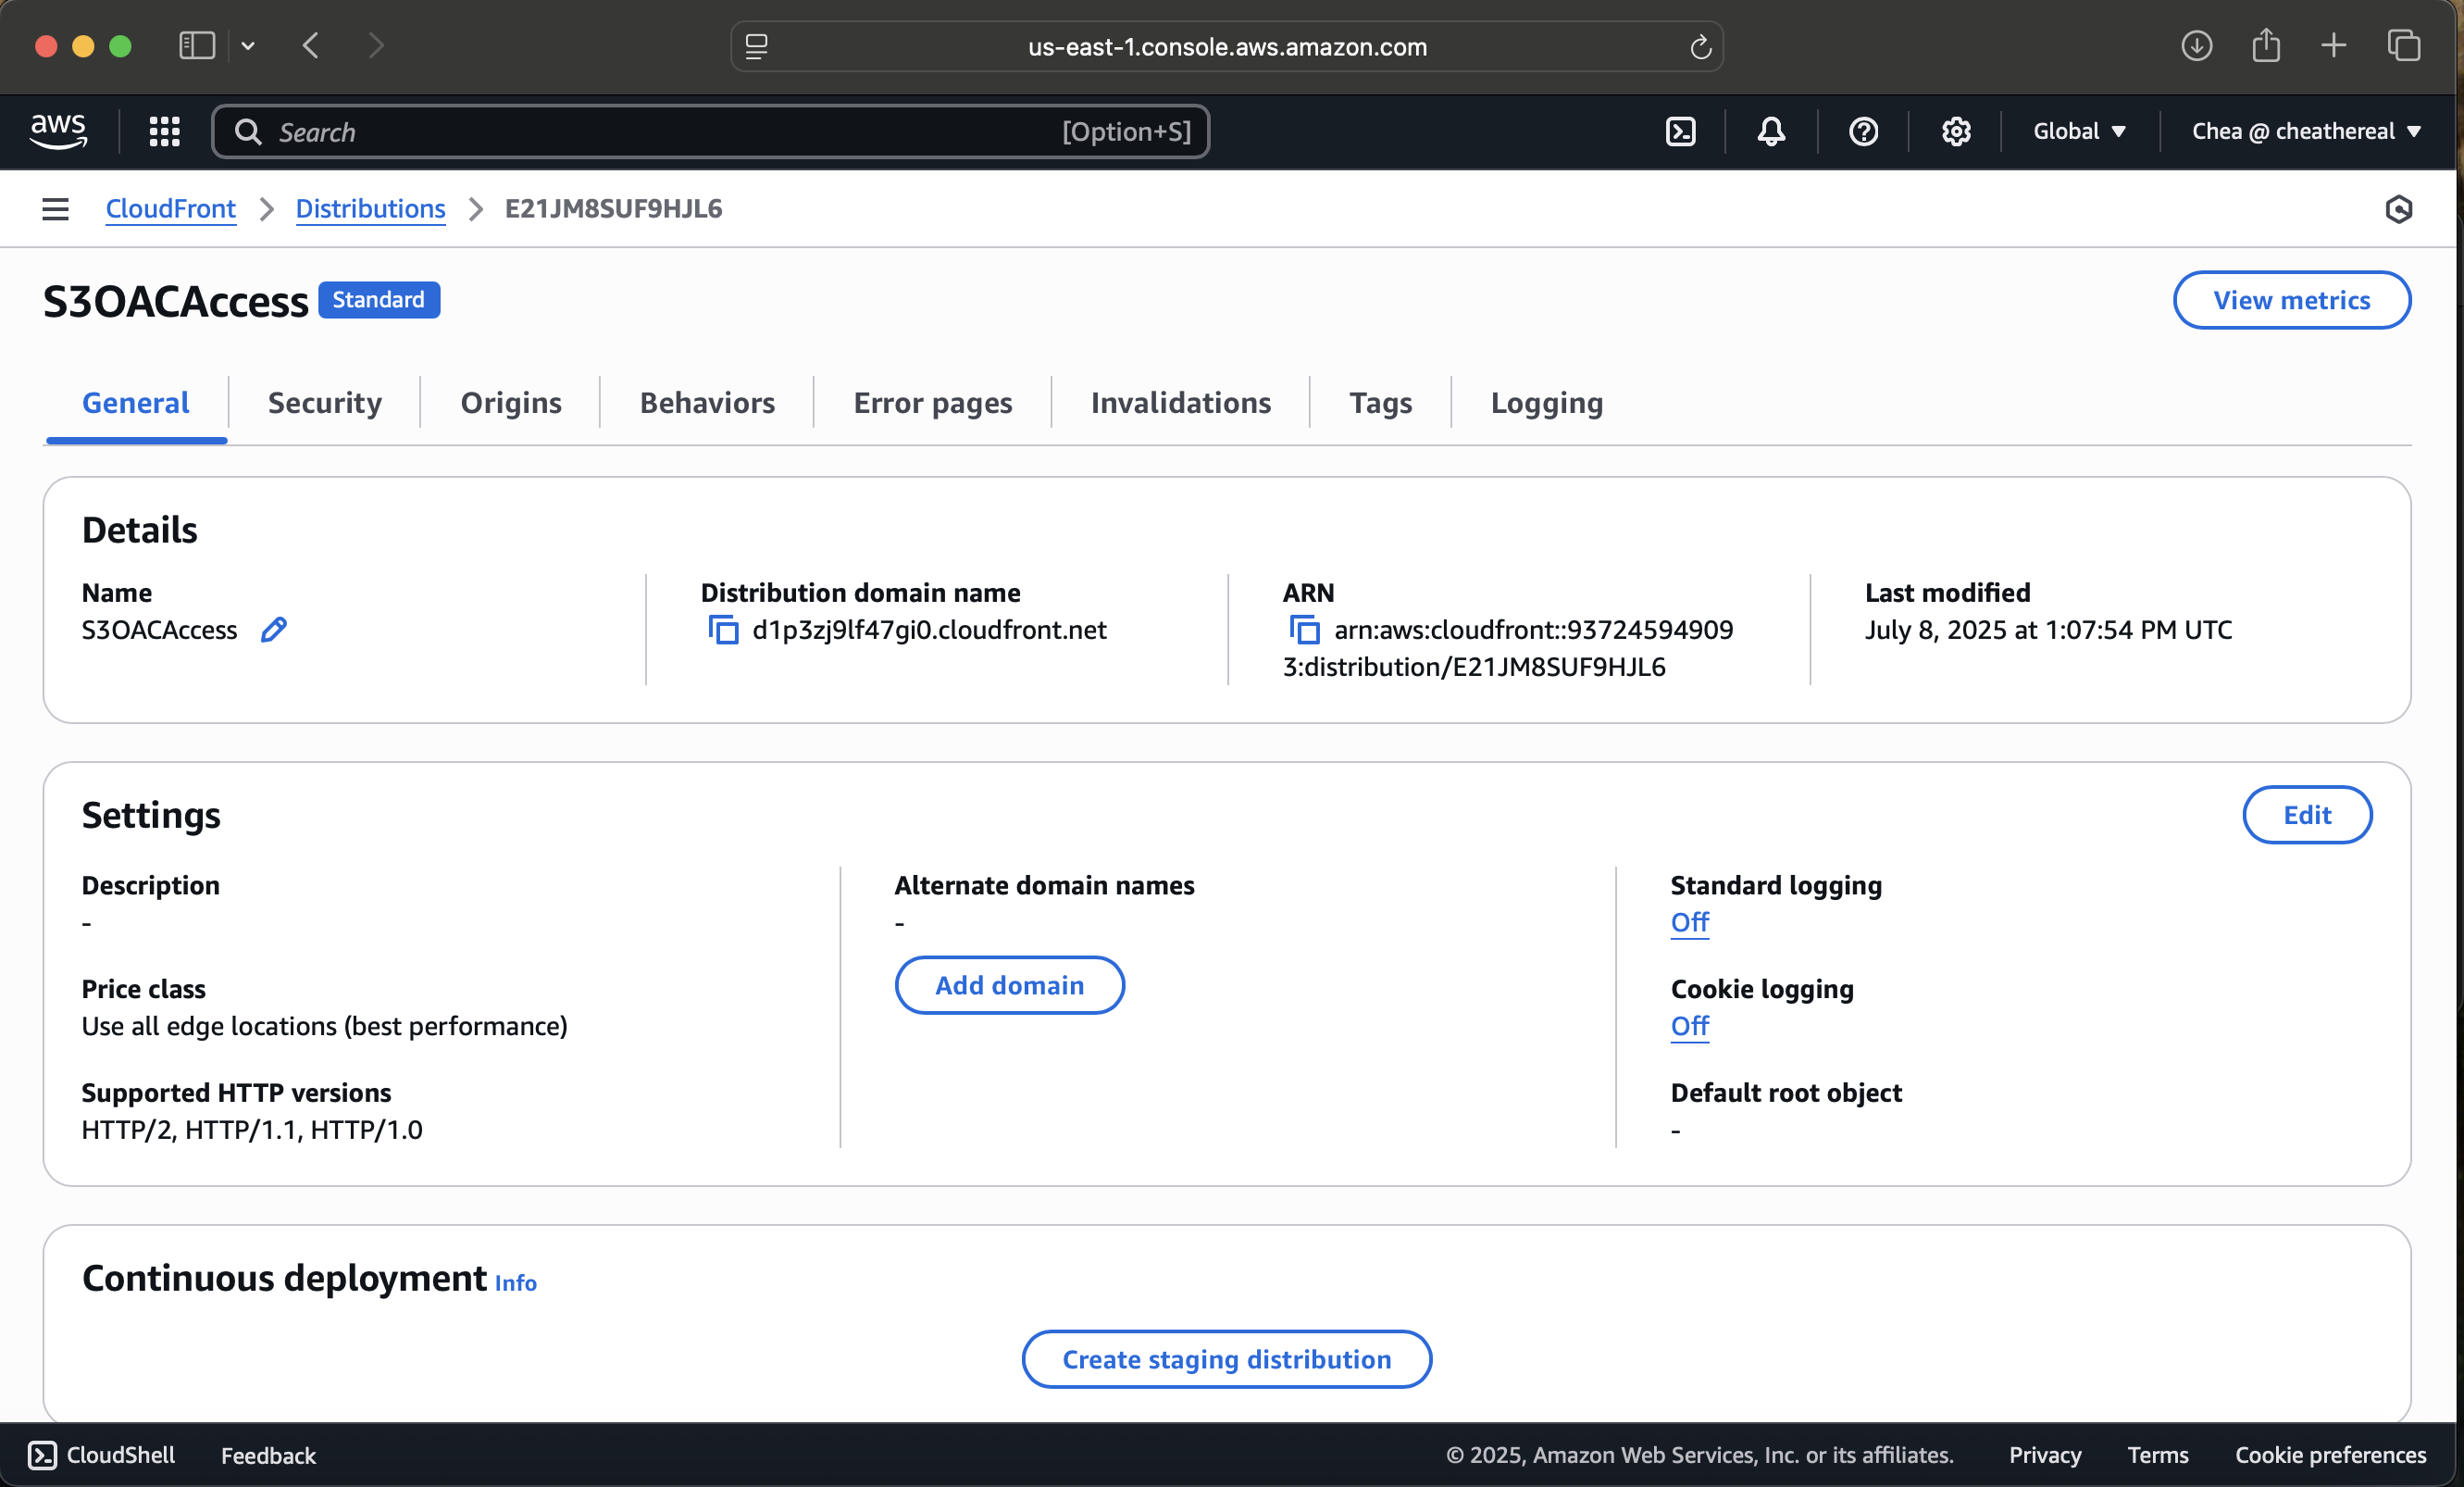 us-east-1.console.aws.amazon.com
aws
Search
[Option+S]
Global
Chea @ cheathereal
CloudFront
Distributions
E21JM8SUF9HJL6
S3OACAccess
Standard
View metrics
General
Security
Origins
Behaviors
Error pages
Invalidations
Tags
Logging
Details
Name
S3OACAccess
Distribution domain name
d1p3zj9lf47gi0.cloudfront.net
ARN
arn:aws:cloudfront::93724594909
3:distribution/E21JM8SUF9HJL6
Last modified
July 8, 2025 at 1:07:54 PM UTC
Settings
Edit
Description
-
Price class
Use all edge locations (best performance)
Supported HTTP versions
HTTP/2, HTTP/1.1, HTTP/1.0
Alternate domain names
-
Add domain
Standard logging
Off
Cookie logging
Off
Default root object
-
Continuous deployment Info
Create staging distribution
CloudShell
Feedback
© 2025, Amazon Web Services, Inc. or its affiliates.
Privacy
Terms
Cookie preferences